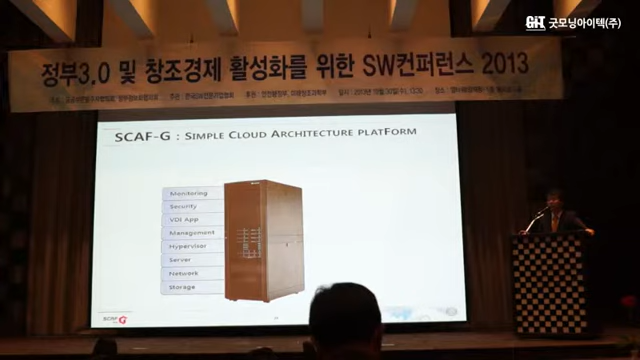 GIT 굿모닝아이텍(주)
정부3.0 및 창조경제 활성화를 위한 SW컨퍼런스 2013
SCAF-G : SIMPLE CLOUD ARCHITECTURE PLATFORM
Monitoring
Security
VDI App
Management
Hypervisor
Server
Network
Storage
SCAF G